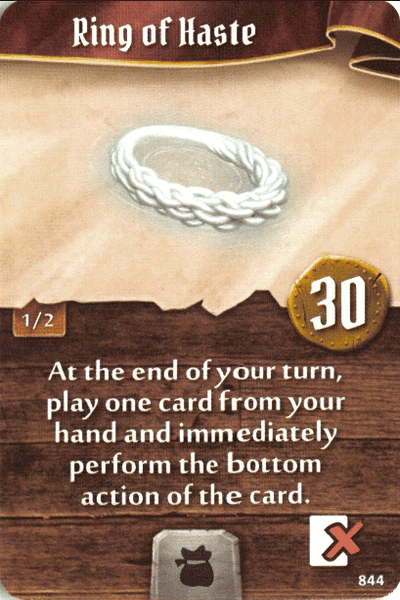 Ring of Haste
30
1/2
At the end of your turn,
play one card from your
hand and immediately
perform the bottom
action of the card.
844